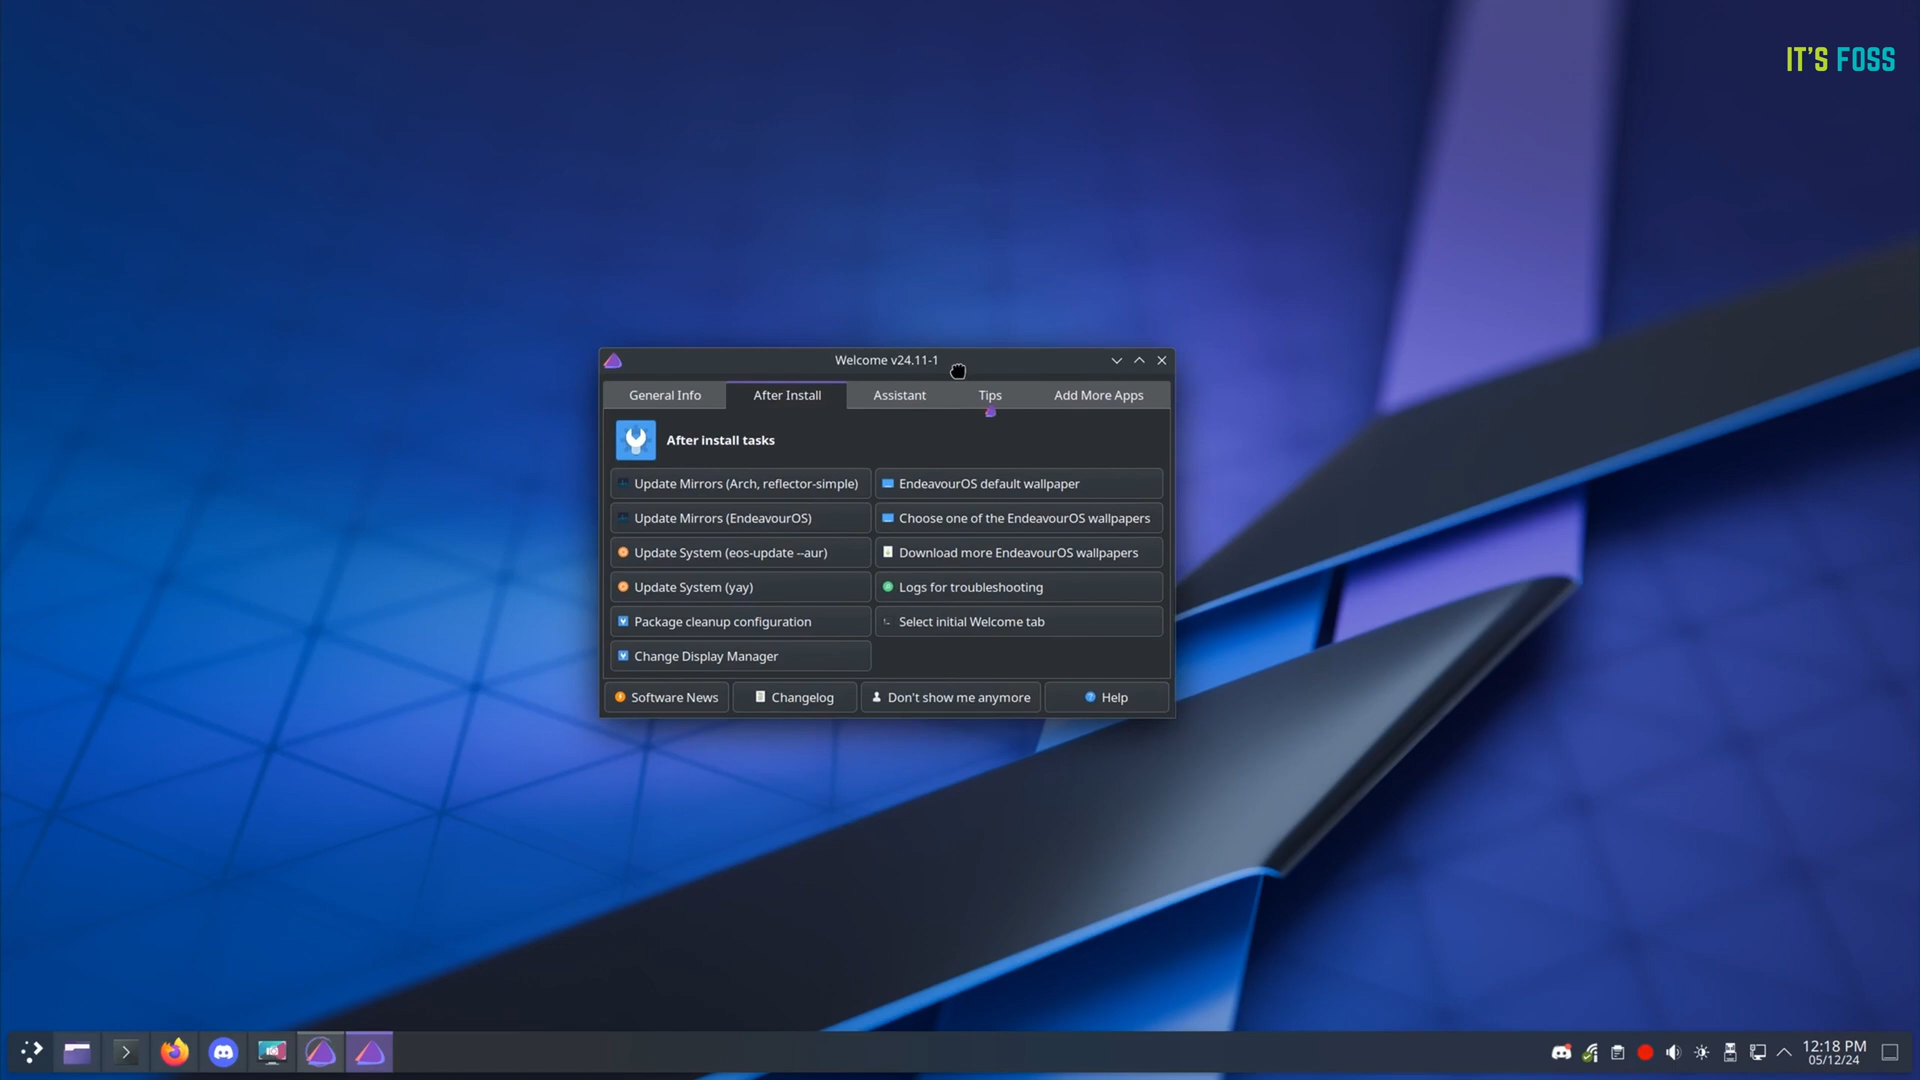 IT'S FOSS
Welcome v24.11-1
General Info After Install Assistant Tips Add More Apps
After install tasks
Update Mirrors (Arch, reflector-simple) EndeavourOS default wallpaper
Update Mirrors (EndeavourOS) Choose one of the EndeavourOS wallpapers
Update System (eos-update --aur) Download more EndeavourOS wallpapers
Update System (yay) Logs for troubleshooting
Package cleanup configuration Select initial Welcome tab
Change Display Manager
Software News Changelog Don't show me anymore Help
12:18 PM
05/12/24